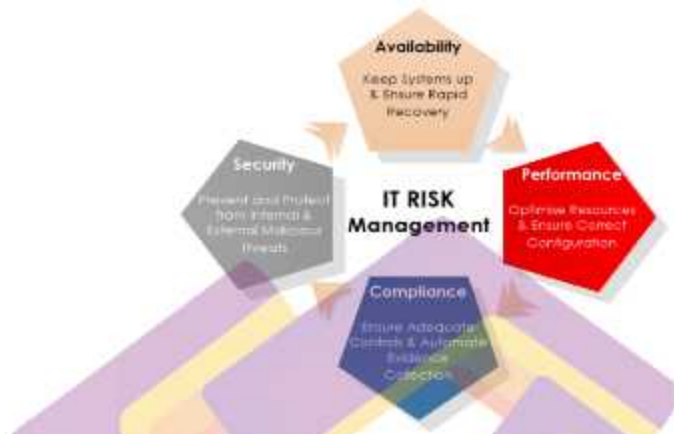 Availability
Keep Systems up
& Ensure Rapid
Recovery
Security
Prevent and Protect
from Internal &
External Malicious
Threats
IT RISK
Management
Performance
Optimise Resources
& Ensure Correct
Configuration
Compliance
Ensure Adequate
Controls & Automate
Evidence
Collection